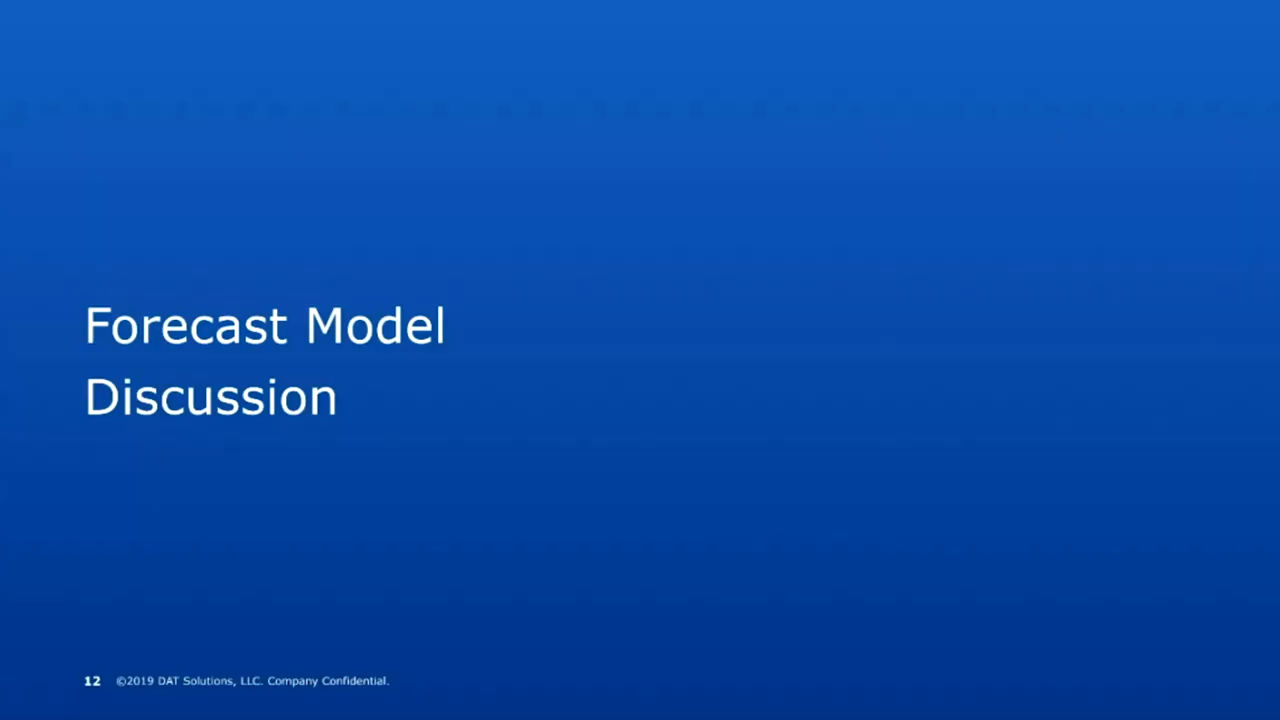 Forecast Model
Discussion
12 ©2019 DAT Solutions, LLC. Company Confidential.